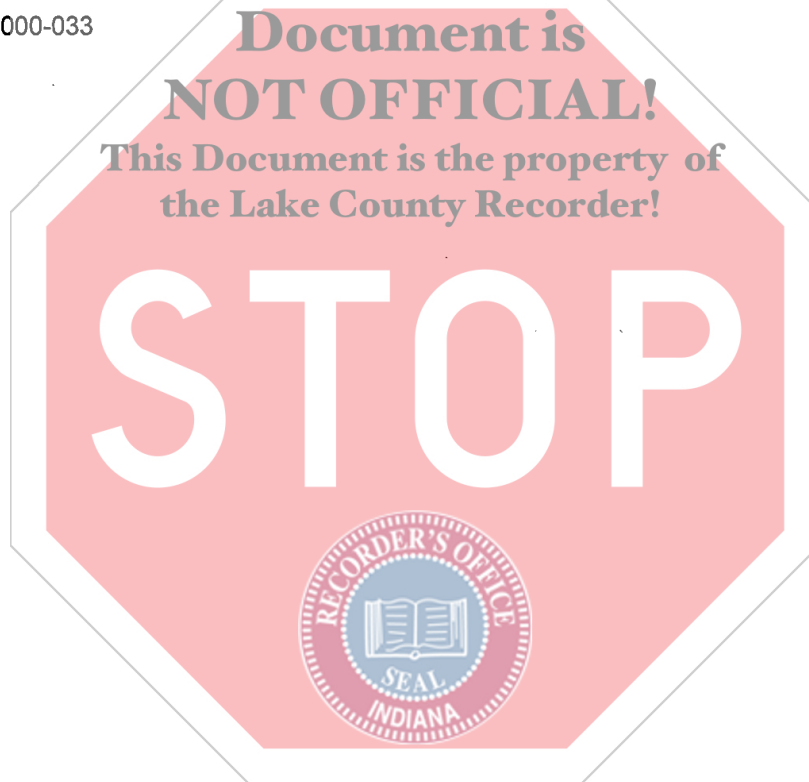 000-033
Document is
NOT OFFICIAL!
This Document is the property of
the Lake County Recorder!
STOP
RECORDER'S OFFICE
SEAL
INDIANA